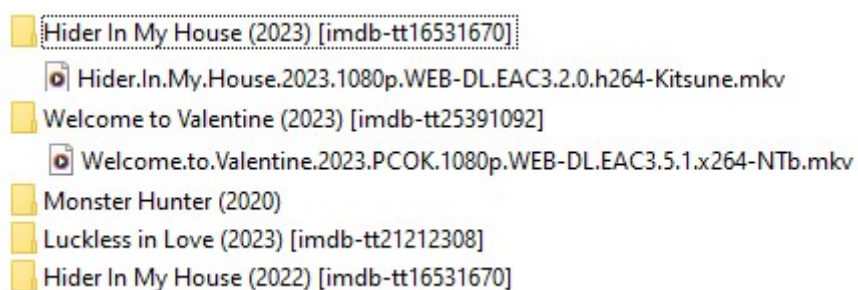 Hider In My House (2023) [imdb-tt16531670]
Hider.In.My.House.2023.1080p.WEB-DL.EAC3.2.0.h264-Kitsune.mkv
Welcome to Valentine (2023) [imdb-tt25391092]
Welcome.to.Valentine.2023.PCOK.1080p.WEB-DL.EAC3.5.1.x264-NTb.mkv
Monster Hunter (2020)
Luckless in Love (2023) [imdb-tt21212308]
Hider In My House (2022) [imdb-tt16531670]